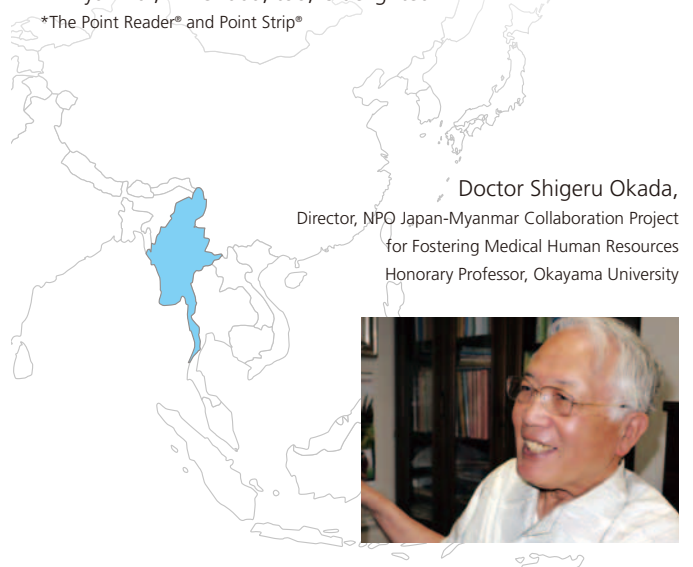 *The Point Reader® and Point Strip®
Doctor Shigeru Okada,
Director, NPO Japan-Myanmar Collaboration Project
for Fostering Medical Human Resources
Honorary Professor, Okayama University